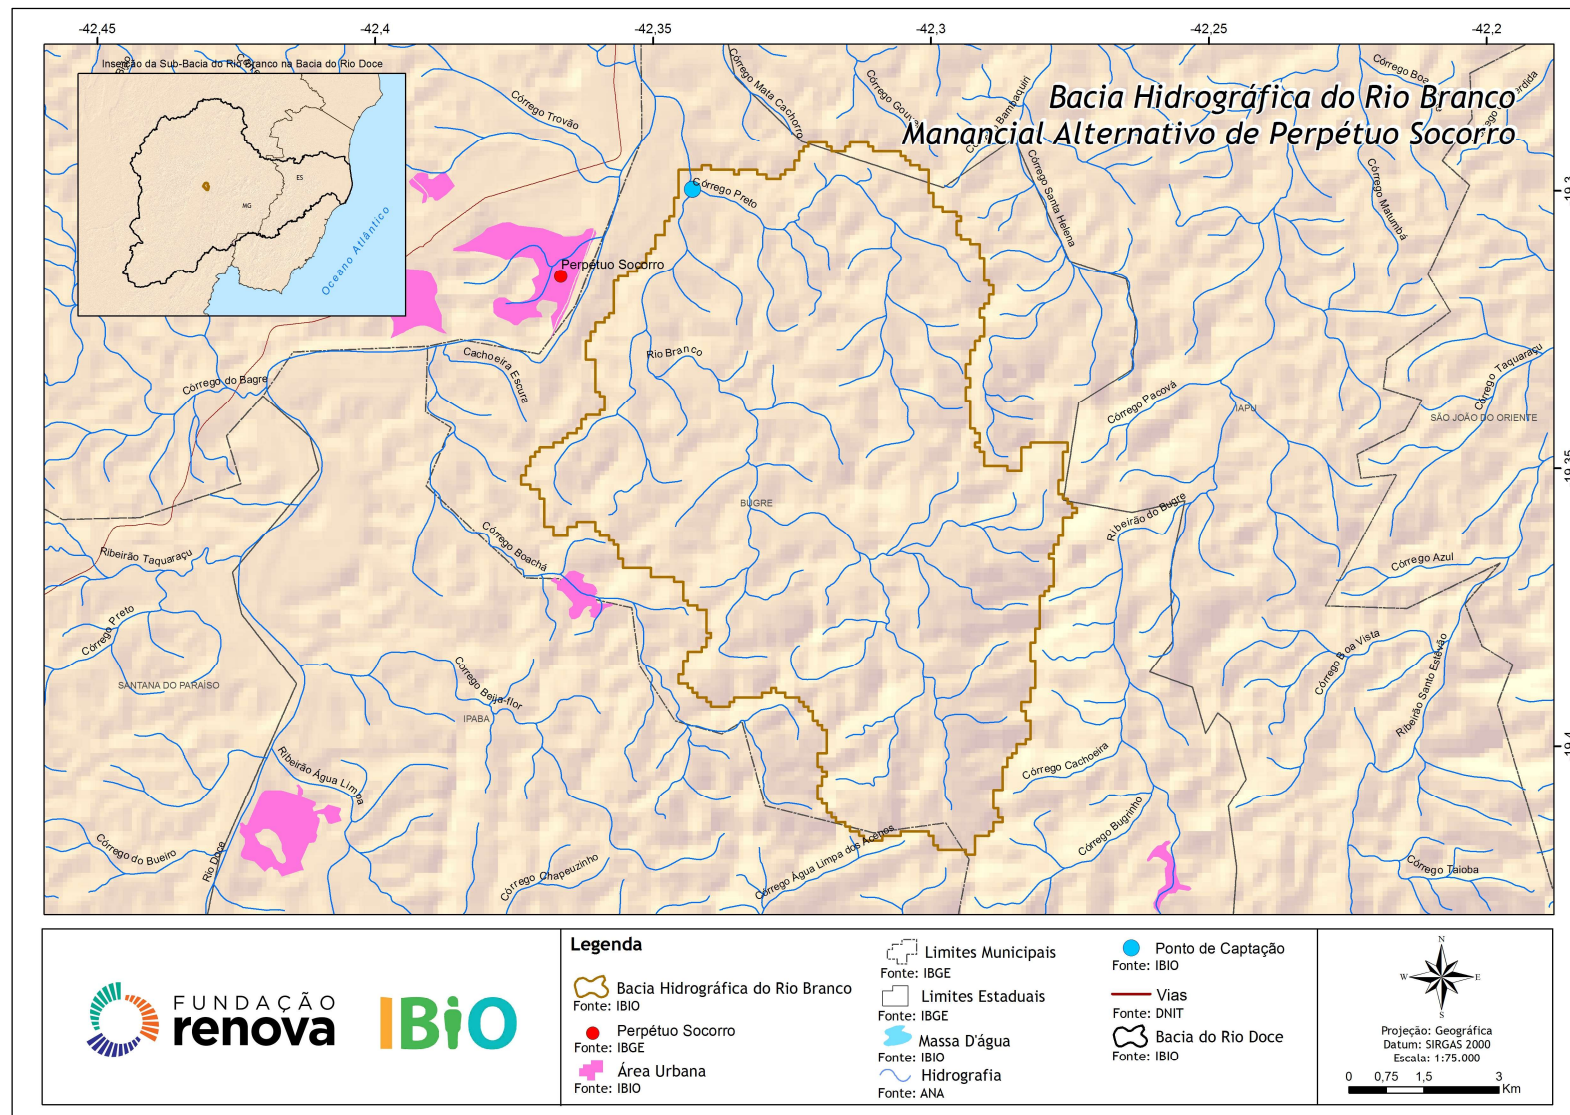 -42,45
-42,4
-42,35
-42,3
-42,25
-42,2
Inserção da Sub-Bacia do Rio Branco na Bacia do Rio Doce
ES
MG
Oceano Atlântico
Bacia Hidrográfica do Rio Branco
Manancial Alternativo de Perpétuo Socorro
Córrego Trovão
Córrego Mata Cachorro
Córrego Santa Helena
Córrego Matumbá
Córrego Preto
-19,3
Perpétuo Socorro
Rio Branco
Cachoeira Escura
Córrego do Bagre
Córrego Pacová
IAPU
Córrego Taquaraçu
SÃO JOÃO DO ORIENTE
-19,35
BUGRE
Ribeirão do Bugre
Córrego Boachá
Ribeirão Taquaraçu
Córrego Azul
Córrego Preto
Córrego Boa Vista
Ribeirão Santo Estévão
SANTANA DO PARAÍSO
Córrego Beija-flor
IPABA
-19,4
Ribeirão Água Limpa
Córrego Cachoeira
Córrego Bugrinho
Córrego do Bueiro
Rio Doce
Córrego Chapeuzinho
Córrego Água Limpa dos Acenos
Córrego Taioba
FUNDAÇÃO
renova
IBiO
Legenda
Bacia Hidrográfica do Rio Branco
Fonte: IBIO
Perpétuo Socorro
Fonte: IBGE
Área Urbana
Fonte: IBIO
Limites Municipais
Fonte: IBGE
Limites Estaduais
Fonte: IBGE
Massa D'água
Fonte: IBIO
Hidrografia
Fonte: ANA
Ponto de Captação
Fonte: IBIO
Vias
Fonte: DNIT
Bacia do Rio Doce
Fonte: IBIO
N
W
E
S
Projeção: Geográfica
Datum: SIRGAS 2000
Escala: 1:75.000
0 0,75 1,5 3
Km